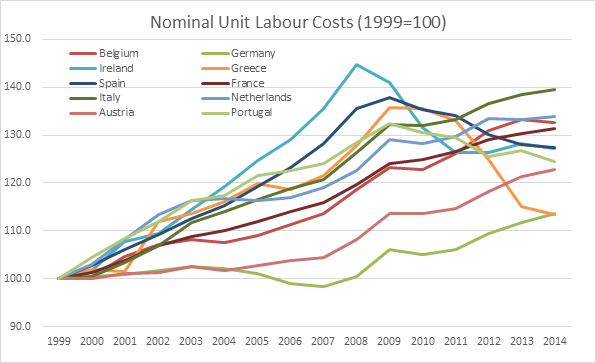 Nominal Unit Labour Costs (1999=100)
150.0
140.0
130.0
120.0
110.0
100.0
90.0
Belgium Germany
Ireland Greece
Spain France
Italy Netherlands
Austria Portugal
1999 2000 2001 2002 2003 2004 2005 2006 2007 2008 2009 2010 2011 2012 2013 2014